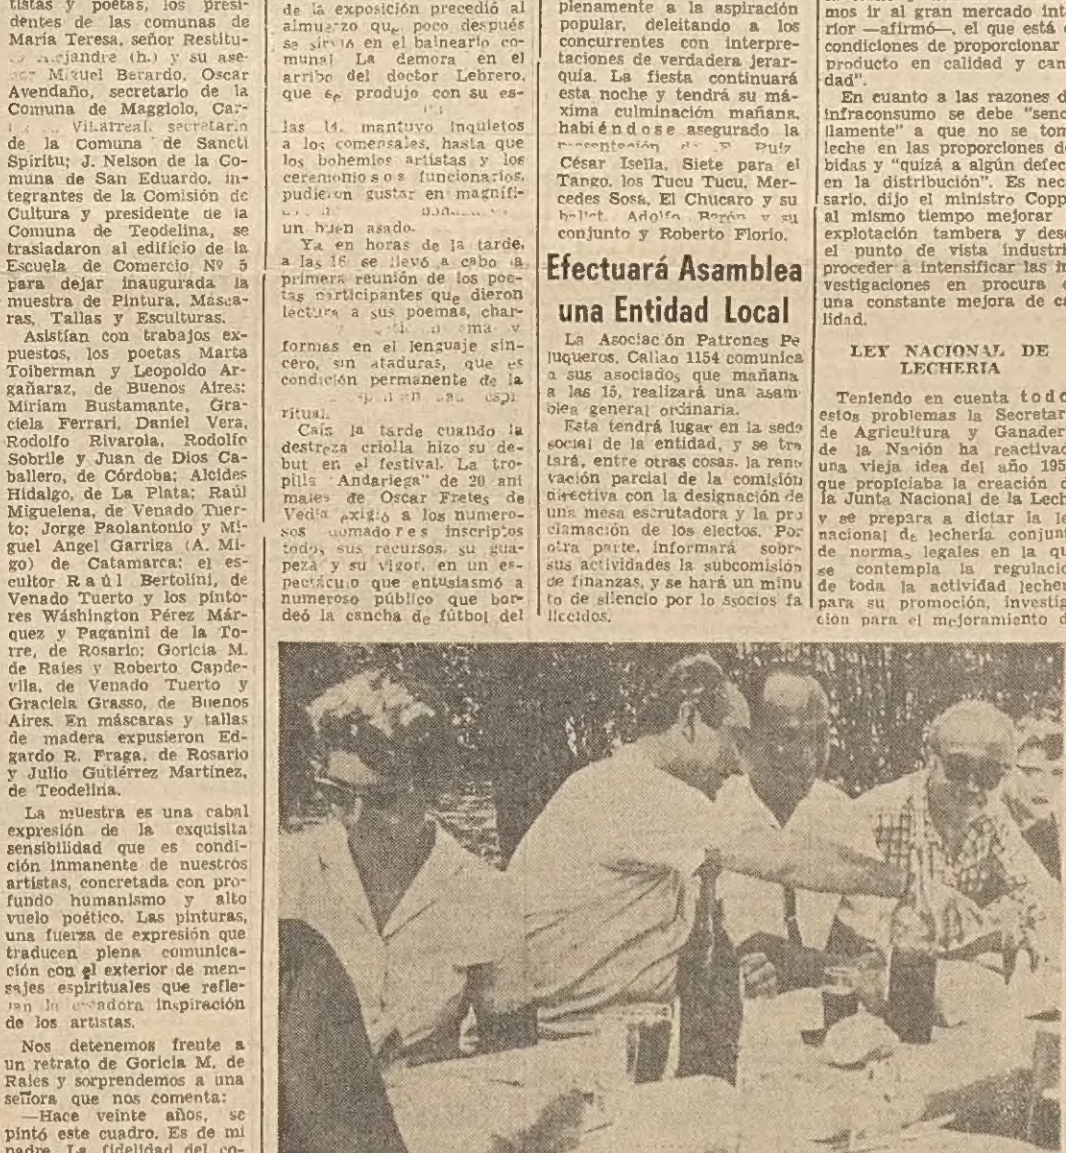 tistas y poetas, los presi-
dentes de las comunas de
María Teresa, señor Restitu-
y su ase-
Miguel Berardo, Oscar
Avendaño, secretario de la
Comuna de Maggiolo, Car-
Villarreal, secretario
de la Comuna de Sancti
Spíritu; J. Nelson de la Co-
muna de San Eduardo, in-
tegrantes de la Comisión de
Cultura y presidente de la
Comuna de Teodelina, se
trasladaron al edificio de la
Escuela de Comercio Nº 5
para dejar inaugurada la
muestra de Pintura, Másca-
ras, Tallas y Esculturas.
Asistían con trabajos ex-
puestos, los poetas Marta
Toiberman y Leopoldo Ar-
gañaraz, de Buenos Aires;
Miriam Bustamante, Gra-
ciela Ferrari, Daniel Vera,
Rodolfo Rivarola, Rodolfo
Sobrile y Juan de Dios Ca-
ballero, de Córdoba; Alcides
Hidalgo, de La Plata; Raúl
Miguelena, de Venado Tuer-
to; Jorge Paolantonio y Mi-
guel Angel Garriga (A. Mi-
go) de Catamarca; el es-
cultor Raúl Bertolini, de
Venado Tuerto y los pinto-
res Wáshington Pérez Már-
quez y Paganini de la To-
rre, de Rosario; Goricia M.
de Raies y Roberto Capde-
vila, de Venado Tuerto y
Graciela Grasso, de Buenos
Aires. En máscaras y tallas
de madera expusieron Ed-
gardo R. Fraga, de Rosario
y Julio Gutiérrez Martínez,
de Teodelina.
La muestra es una cabal
expresión de la exquisita
sensibilidad que es condi-
ción inmanente de nuestros
artistas, concretada con pro-
fundo humanismo y alto
vuelo poético. Las pinturas,
una fuerza de expresión que
traducen plena comunica-
ción con el exterior de men-
sajes espirituales que refle-
inspiración
de los artistas.
Nos detenemos frente a
un retrato de Goricia M. de
Raies y sorprendemos a una
señora que nos comenta:
—Hace veinte años, se
pintó este cuadro. Es de mi
padre. La fidelidad del co-
de la exposición precedió al
almuerzo que poco después
se sirvió en el balneario co-
munal La demora en el
arribo del doctor Lebrero,
que se produjo con su es-
las 14, mantuvo inquietos
a los comensales, hasta que
los bohemios artistas y los
ceremoniosos funcionarios,
pudieron gustar en magnífi-
un buen asado.
Ya en horas de la tarde,
a las 16 se llevó a cabo la
primera reunión de los poe-
tas participantes que dieron
lectura a sus poemas, char-
formas en el lenguaje sin-
cero, sin ataduras, que es
condición permanente de la
ritual.
Caía la tarde cuando la
destreza criolla hizo su de-
but en el festival. La tro-
pilla "Andariega" de 20 ani
males de Oscar Fretes de
Vedia exigió a los numero-
sos domadores inscriptos
todos sus recursos, su gua-
peza y su vigor, en un es-
pectáculo que entusiasmó a
numeroso público que bor-
deó la cancha de fútbol del
plenamente a la aspiración
popular, deleitando a los
concurrentes con interpre-
taciones de verdadera jerar-
quía. La fiesta continuará
esta noche y tendrá su má-
xima culminación mañana,
habiéndose asegurado la
César Isella, Siete para el
Tango, los Tucu Tucu, Mer-
cedes Sosa, El Chucaro y su
ballet, Adolfo y su
conjunto y Roberto Florio.
Efectuará Asamblea
una Entidad Local
La Asociación Patrones Pe
luqueros, Callao 1154 comunica
a sus asociados que mañana
a las 15, realizará una asam
blea general ordinaria.
Esta tendrá lugar en la sede
social de la entidad, y se tra
tará, entre otras cosas, la reno
vación parcial de la comisión
directiva con la designación de
una mesa escrutadora y la pro
clamación de los electos. Por
otra parte, informará sobre
sus actividades la subcomisión
de finanzas, y se hará un minu
to de silencio por lo ssocios fa
llecidos.
mos ir al gran mercado inte
rior —afirmó—, el que está
condiciones de proporcionar
producto en calidad y can
dad".
En cuanto a las razones d
infraconsumo se debe "senc
llamente" a que no se tom
leche en las proporciones de
bidas y "quizá a algún defec
en la distribución". Es nece
sario, dijo el ministro Coppi
al mismo tiempo mejorar
explotación tambera y desd
el punto de vista industri
proceder a intensificar las in
vestigaciones en procura
una constante mejora de ca
lidad.
LEY NACIONAL DE
LECHERIA
Teniendo en cuenta todo
estos problemas la Secretar
de Agricultura y Ganader
de la Nación ha reactivad
una vieja idea del año 195
que propiciaba la creación d
la Junta Nacional de la Lech
y se prepara a dictar la le
nacional de lechería conjunt
de normas legales en la qu
se contempla la regulació
de toda la actividad lecher
para su promoción, investig
ción para el mejoramiento d